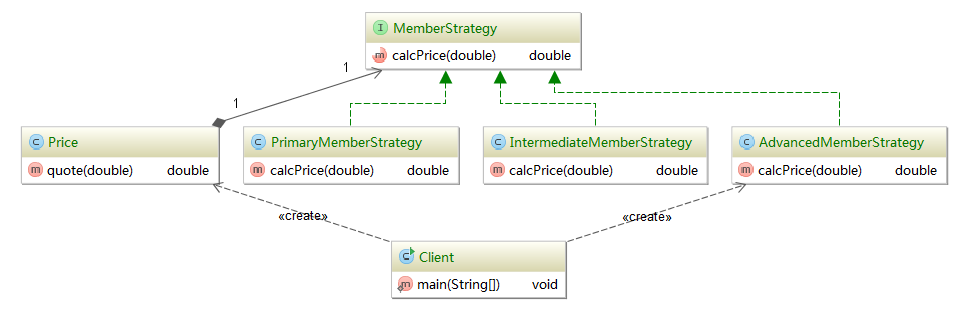 I MemberStrategy
m calcPrice(double) double
1
1
C Price
m quote(double) double
C PrimaryMemberStrategy
m calcPrice(double) double
C IntermediateMemberStrategy
m calcPrice(double) double
C AdvancedMemberStrategy
m calcPrice(double) double
«create»
«create»
C Client
m main(String[]) void